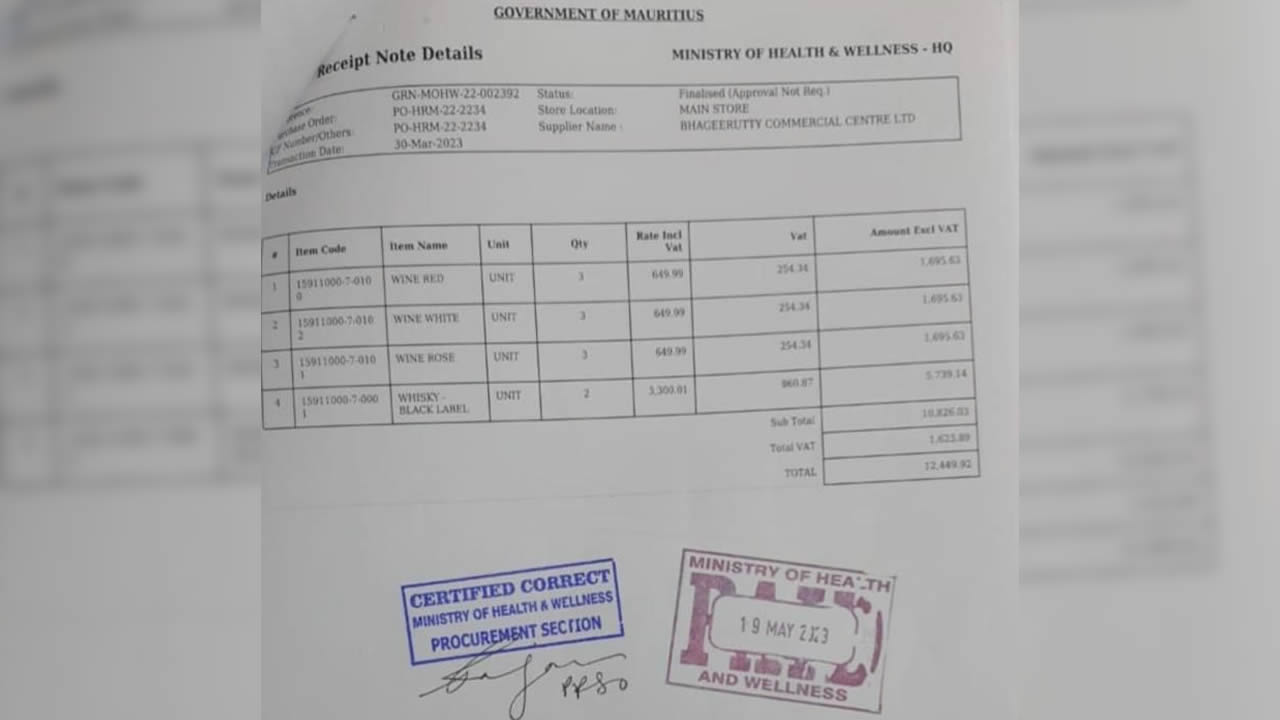 GOVERNMENT OF MAURITIUS
Receipt Note Details
MINISTRY OF HEALTH & WELLNESS - HQ
GRN-MOHW-22-002392 Status: Finalised (Approval Not Req.)
Order: PO-HRM-22-2234 Store Location: MAIN STORE
Number/Others: PO-HRM-22-2234 Supplier Name : BHAGEERUTTY COMMERCIAL CENTRE LTD
Transaction Date: 30-Mar-2023
Details
# Item Code Item Name Unit Qty Rate Incl Vat Vat Amount Excl VAT
1 15911000-7-010 WINE RED UNIT 3 649.99 254.34 1,695.63
0
2 15911000-7-010 WINE WHITE UNIT 3 649.99 254.34 1,695.63
2
3 15911000-7-010 WINE ROSE UNIT 3 649.99 254.34 1,695.63
1
4 15911000-7-000 WHISKY - UNIT 2 3,300.01 860.87 5,739.14
1 BLACK LABEL
Sub Total 10,826.03
Total VAT 1,623.89
TOTAL 12,449.92
CERTIFIED CORRECT
MINISTRY OF HEALTH & WELLNESS
PROCUREMENT SECTION
PPSO
MINISTRY OF HEALTH
PAID
19 MAY 2023
AND WELLNESS